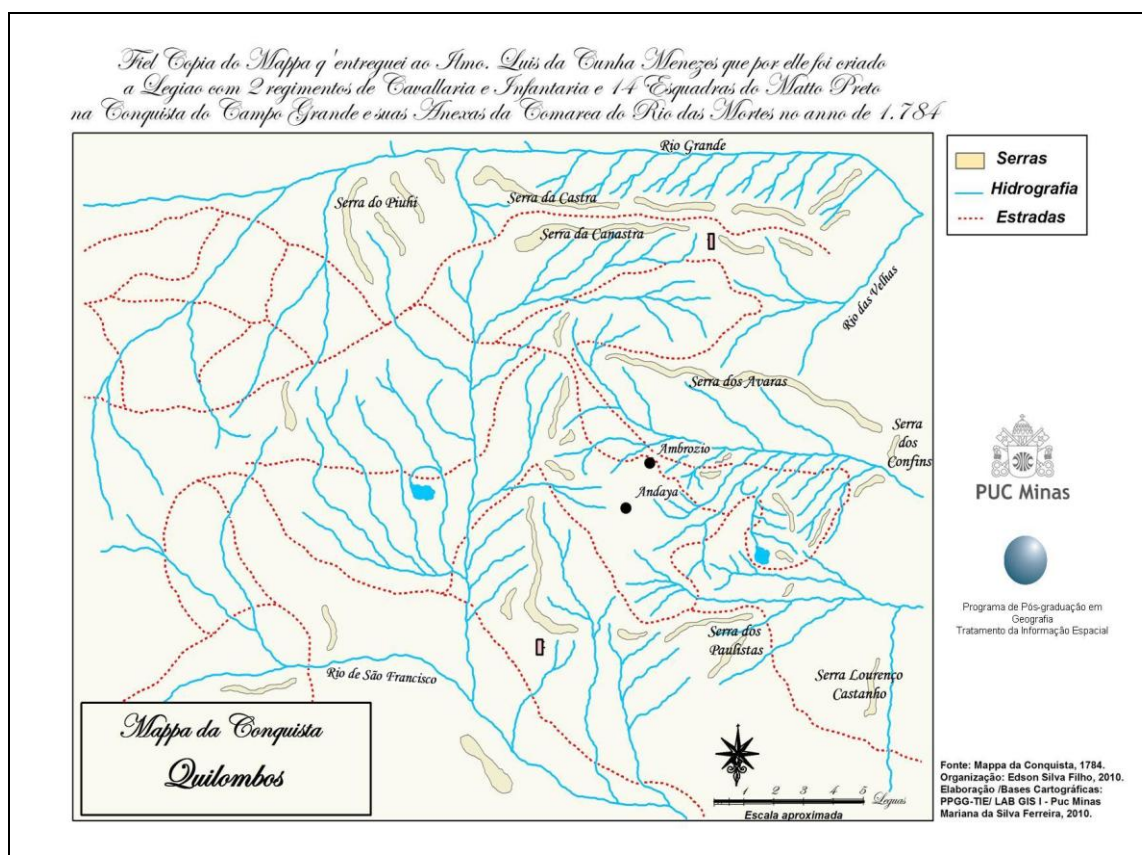 Fiel Copia do Mappa q' entreguei ao Ilmo. Luis da Cunha Menezes que por elle foi criado
a Legiao com 2 regimentos de Cavallaria e Infantaria e 14 Esquadras do Matto Preto
na Conquista do Campo Grande e suas Anexas da Comarca do Rio das Mortes no anno de 1.784
Rio Grande
Serra do Piuhi
Serra da Castra
Serra da Canastra
Rio das Velhas
Serra dos Avaras
Serra
dos
Confins
Ambrozio
Andaya
Serra dos
Paulistas
Serra Lourenço
Castanho
Rio de São Francisco
Mappa da Conquista
Quilombos
1 2 3 4 5
Leguas
Escala aproximada
Serras
Hidrografia
Estradas
PUC Minas
Programa de Pós-graduação em
Geografia
Tratamento da Informação Espacial
Fonte: Mappa da Conquista, 1784.
Organização: Edson Silva Filho, 2010.
Elaboração /Bases Cartográficas:
PPGG-TIE/ LAB GIS I - Puc Minas
Mariana da Silva Ferreira, 2010.